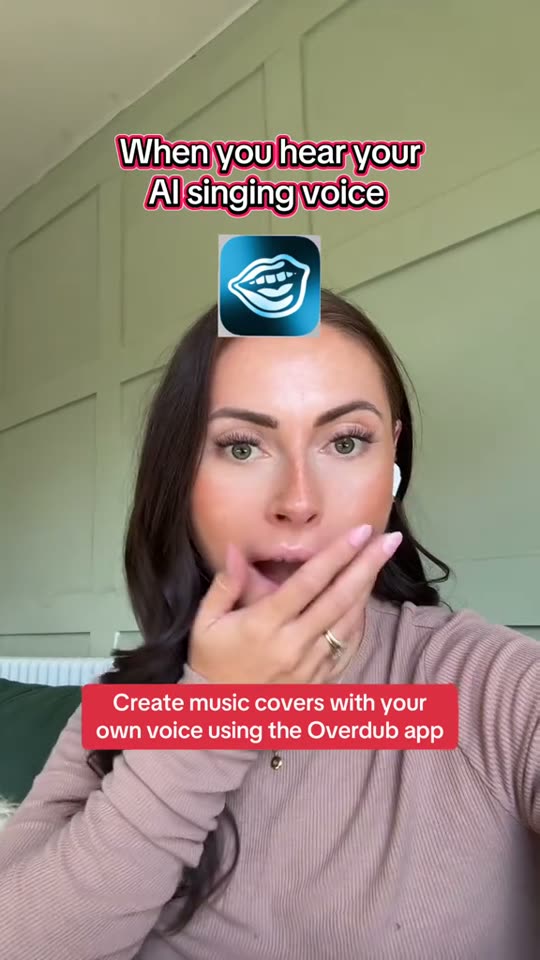 When you hear your
AI singing voice
Create music covers with your
own voice using the Overdub app